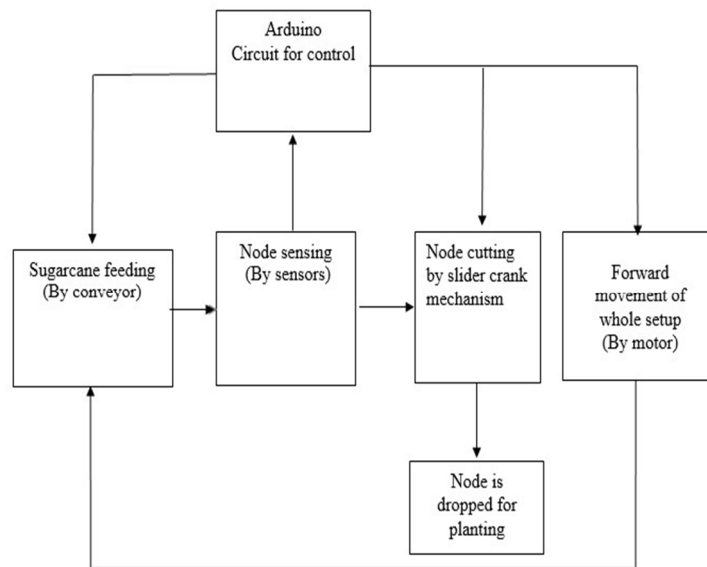 Arduino
Circuit for control
Sugarcane feeding
(By conveyor)
Node sensing
(By sensors)
Node cutting
by slider crank
mechanism
Forward
movement of
whole setup
(By motor)
Node is
dropped for
planting